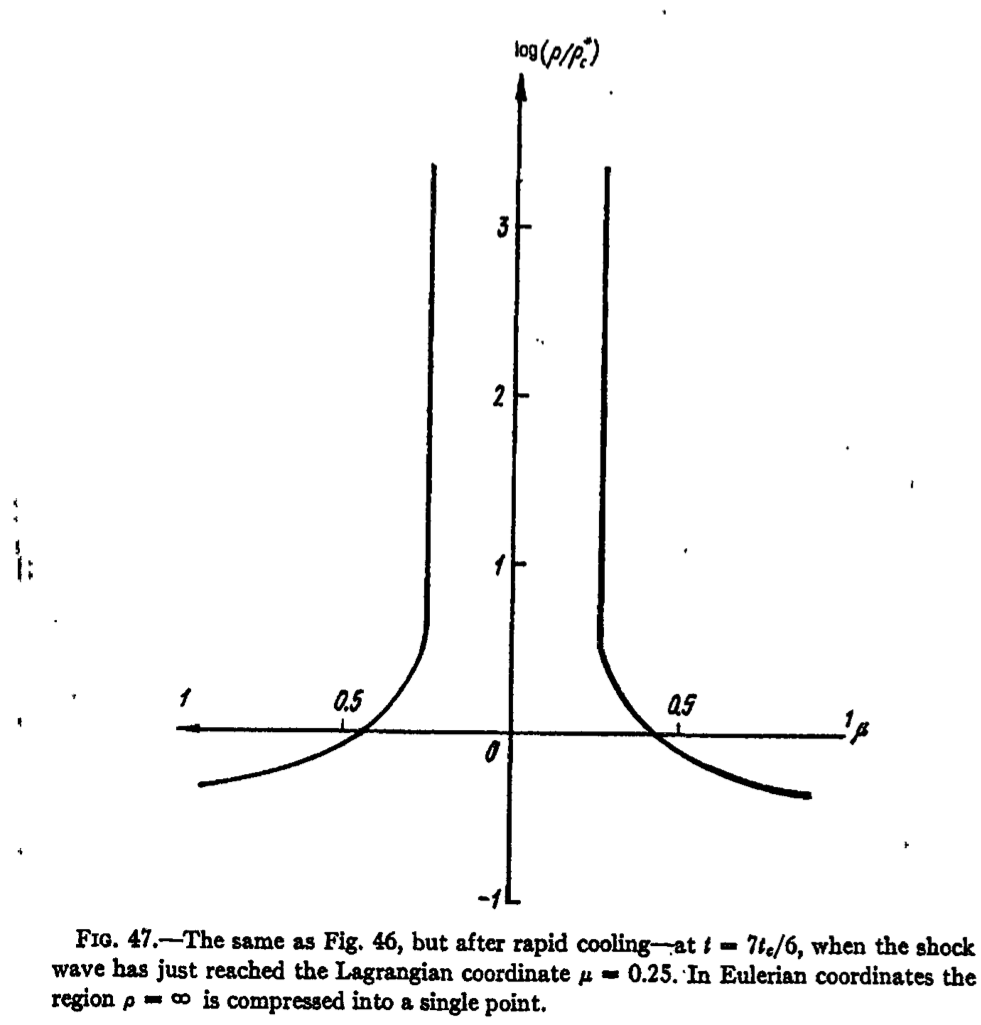 log(ρ/ρc*)
3
2
1
1
0.5
0.5
1 μ
0
-1
FIG. 47.—The same as Fig. 46, but after rapid cooling—at t = 7tc/6, when the shock
wave has just reached the Lagrangian coordinate μ = 0.25. In Eulerian coordinates the
region ρ = ∞ is compressed into a single point.